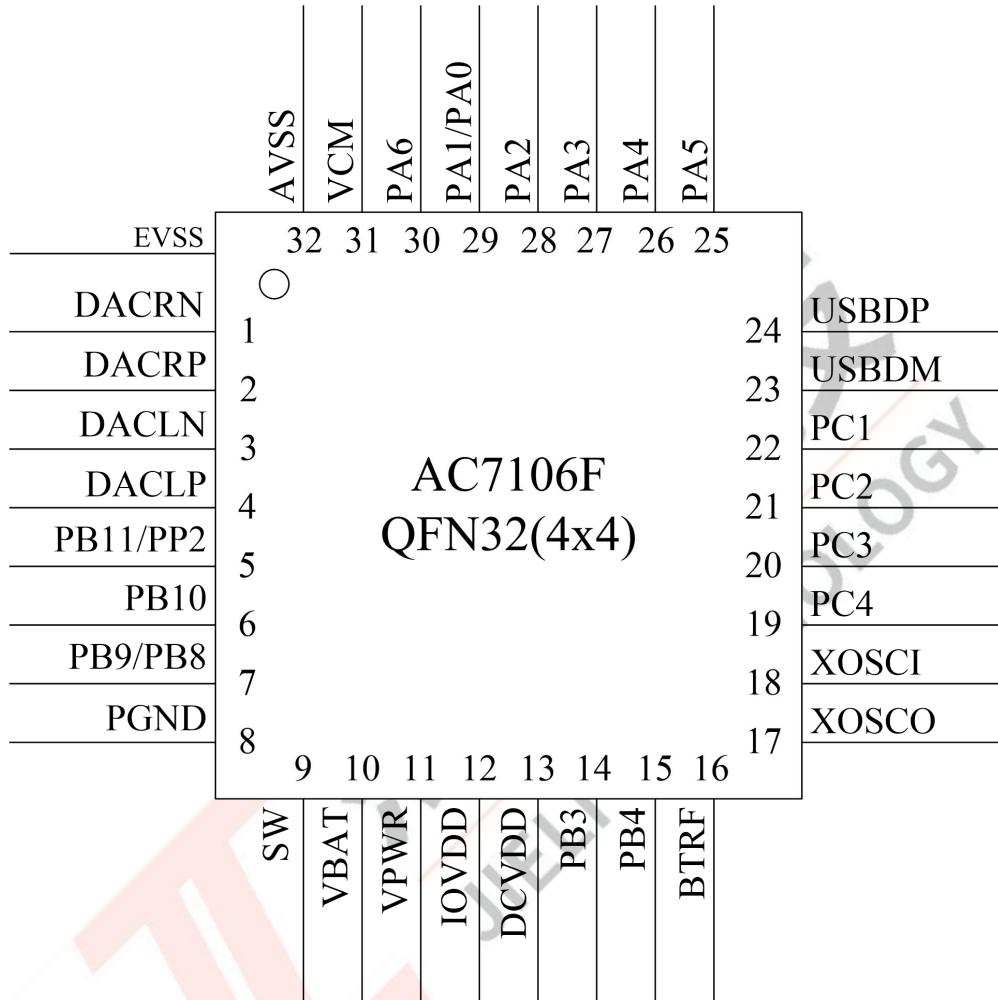 AVSS
VCM
PA6
PA1/PA0
PA2
PA3
PA4
PA5
32 31 30 29 28 27 26 25
EVSS
DACRN 1
DACRP 2
DACLN 3
DACLP 4
PB11/PP2 5
PB10 6
PB9/PB8 7
PGND 8
AC7106F
QFN32(4x4)
24 USBDP
23 USBDM
22 PC1
21 PC2
20 PC3
19 PC4
18 XOSCI
17 XOSCO
9 10 11 12 13 14 15 16
SW
VBAT
VPWR
IOVDD
DCVDD
PB3
PB4
BTRF